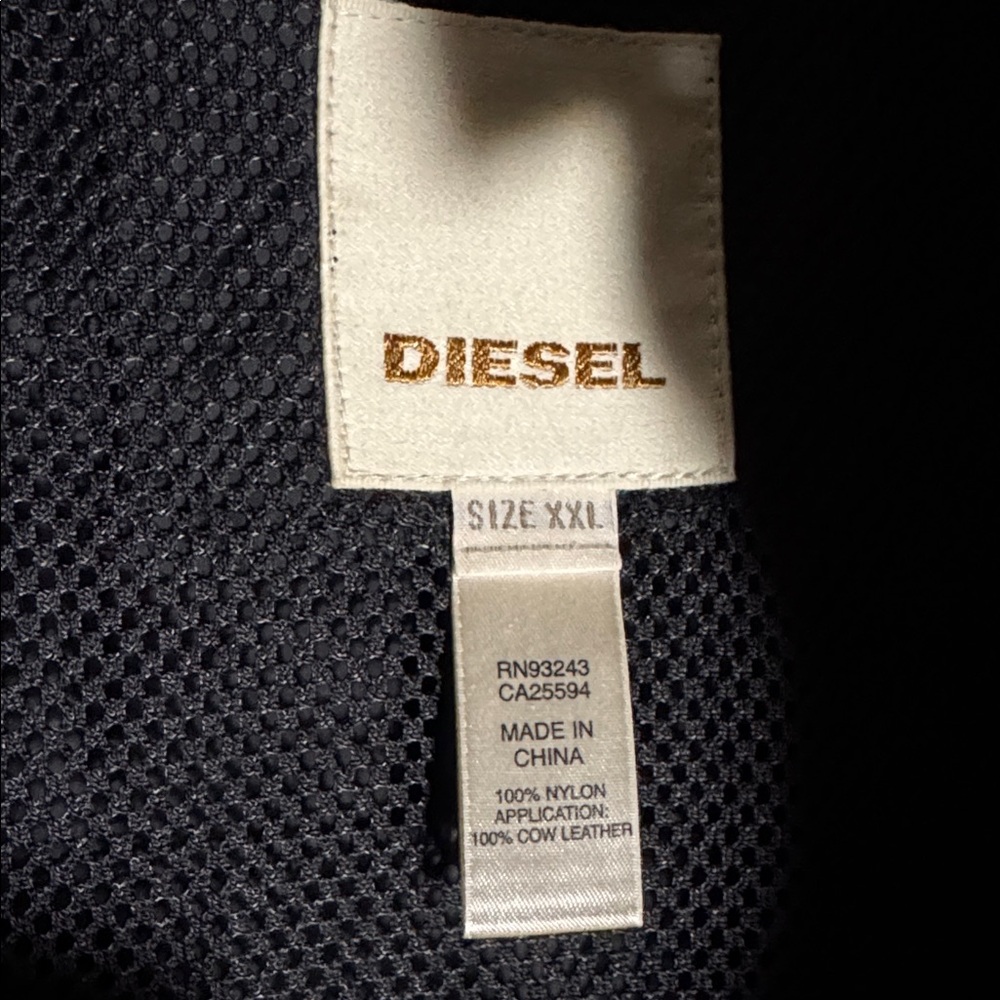 DIESEL
SIZE XXL
RN93243
CA25594
MADE IN
CHINA
100% NYLON
APPLICATION:
100% COW LEATHER